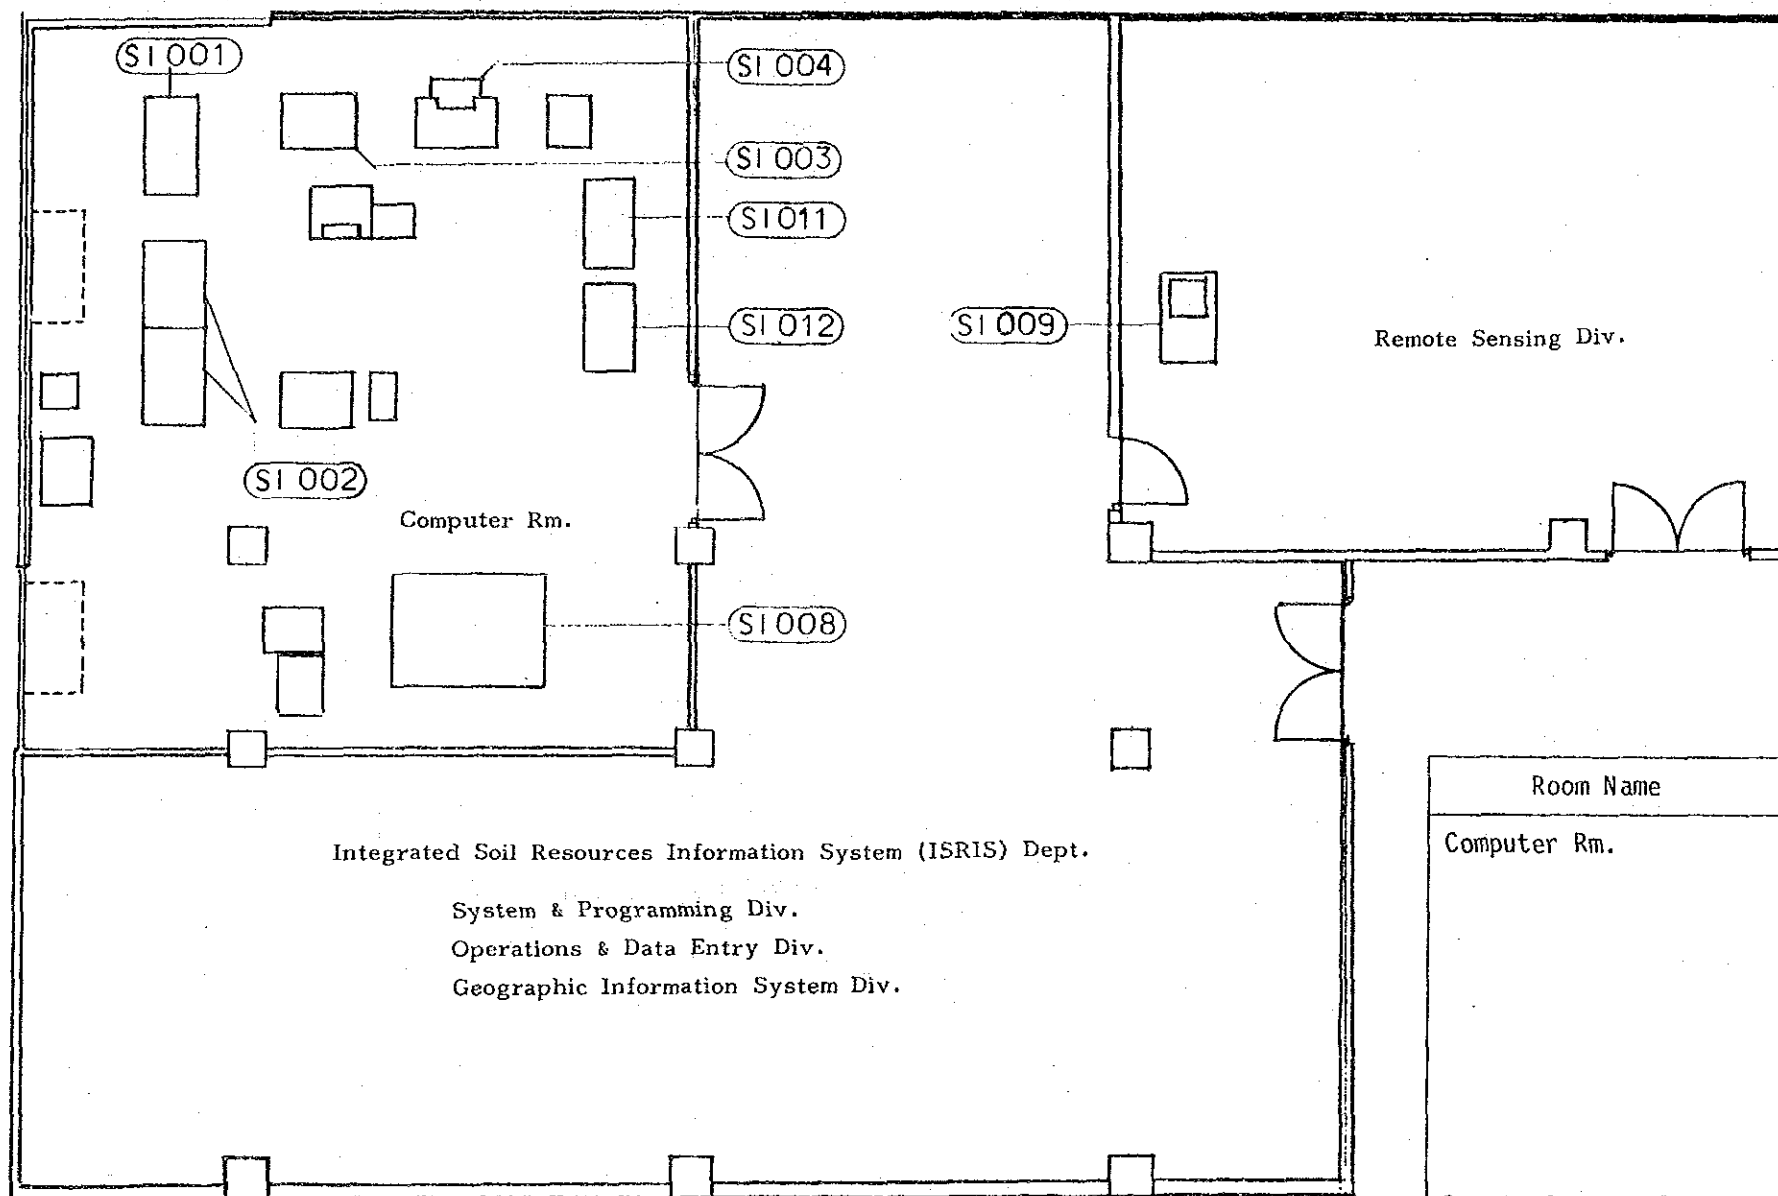 SI 001
SI 004
SI 003
SI 011
SI 012
SI 009
Remote Sensing Div.
SI 002
Computer Rm.
SI 008
Room Name
Computer Rm.
Integrated Soil Resources Information System (ISRIS) Dept.
System & Programming Div.
Operations & Data Entry Div.
Geographic Information System Div.